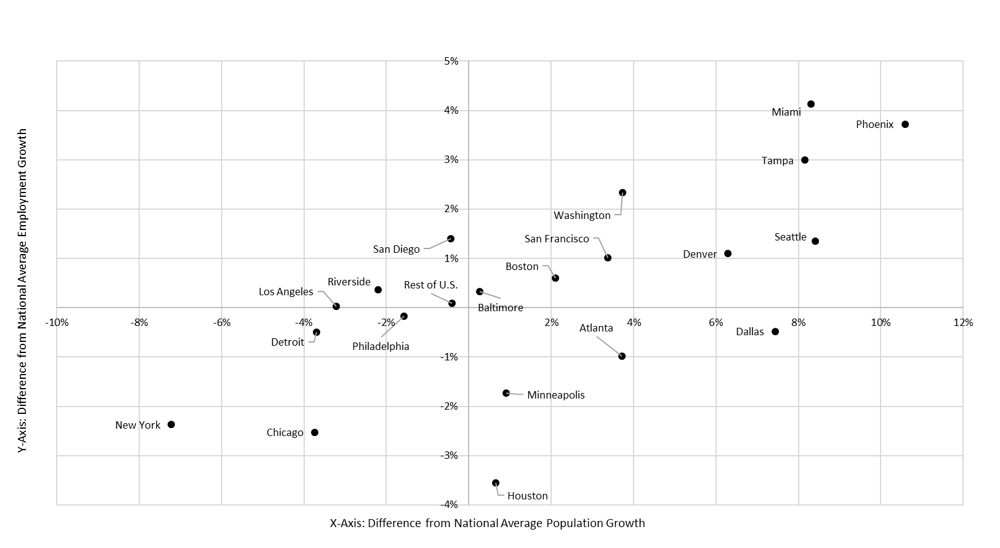 5%
Miami
4%
Phoenix
Tampa
3%
Washington
2%
San Francisco
Seattle
San Diego
Denver
1%
Boston
Riverside
Rest of U.S.
Los Angeles
Baltimore
-10%
-8%
-6%
-4%
-2%
2%
4%
6%
8%
10%
12%
Atlanta
Dallas
Detroit
Philadelphia
-1%
Minneapolis
-2%
New York
Chicago
-3%
Houston
-4%
Y-Axis: Difference from National Average Employment Growth
X-Axis: Difference from National Average Population Growth